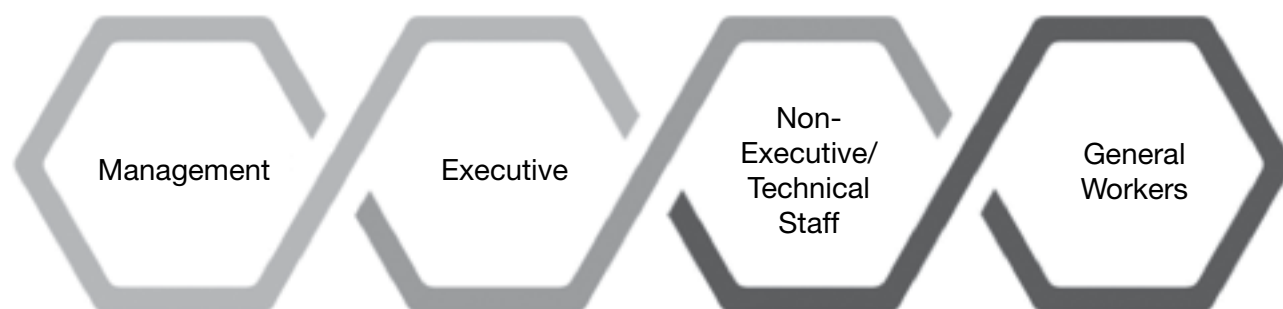 Management
Executive
Non-
Executive/
Technical
Staff
General
Workers